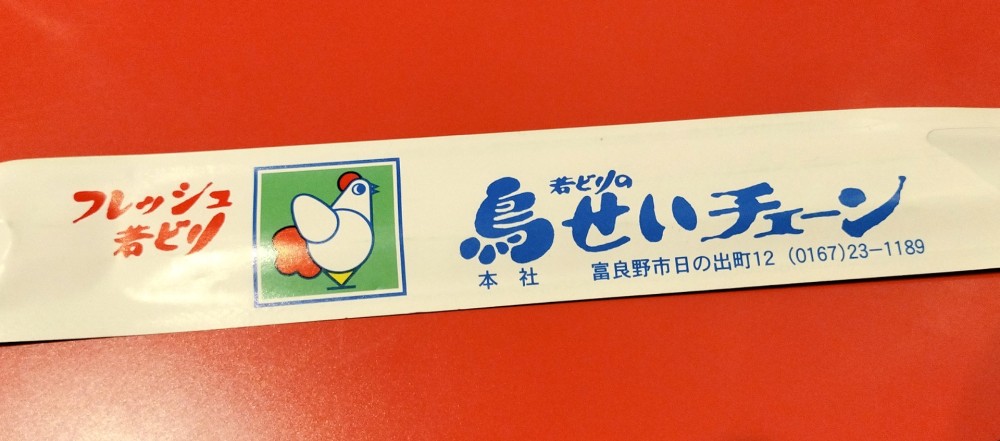 フレッシュ
若どり
若どりの
鳥せいチェーン
本社 富良野市日の出町12 (0167)23-1189